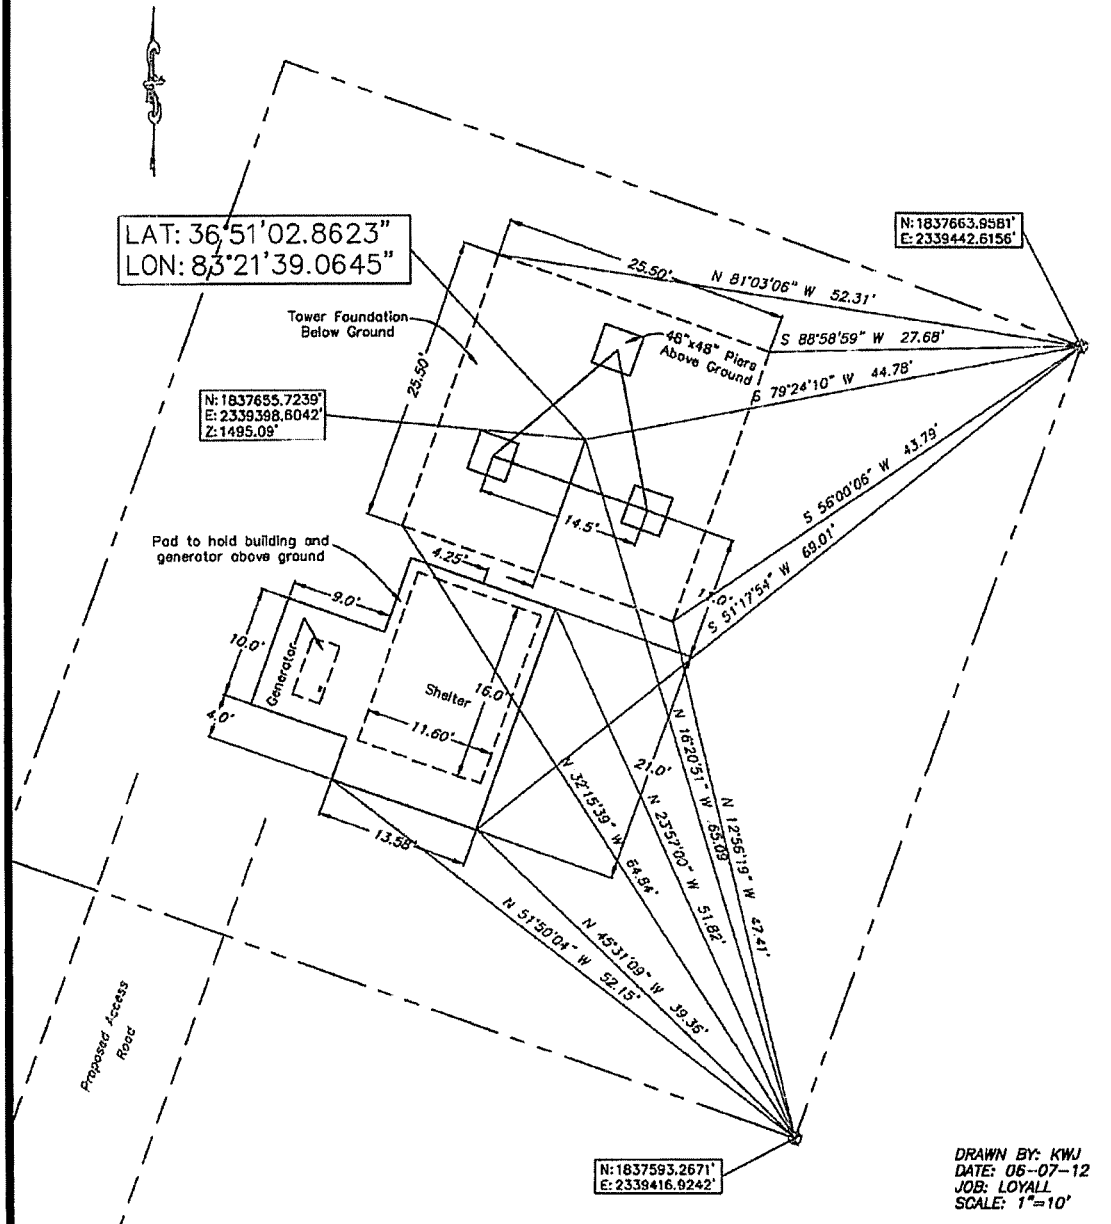 LAT: 36°51'02.8623"
LON: 83°21'39.0645"
N:1837663.9581'
E:2339442.6156'
25.50'
N 81°03'06" W 52.31'
Tower Foundation
Below Ground
48"x48" Piers
Above Ground
S 88°58'59" W 27.68'
25.50'
S 79°24'10" W 44.78'
N:1837655.7239'
E:2339398.6042'
Z:1495.09'
S 56°00'06" W 43.79'
14.5'
S 51°17'54" W 69.01'
Pad to hold building and
generator above ground
4.25'
9.0'
10.0'
Generator
Shelter
16.0'
11.60'
4.0'
21.0'
N 16°20'51" W 65.09
N 12°56'19" W 47.41'
N 32°15'39" W 64.84'
N 23°57'00" W 51.82'
13.58'
N 51°50'04" W 52.15'
N 45°31'09" W 39.36'
Proposed Access
Road
N:1837593.2671'
E:2339416.9242'
DRAWN BY: KWJ
DATE: 06-07-12
JOB: LOYALL
SCALE: 1"=10'